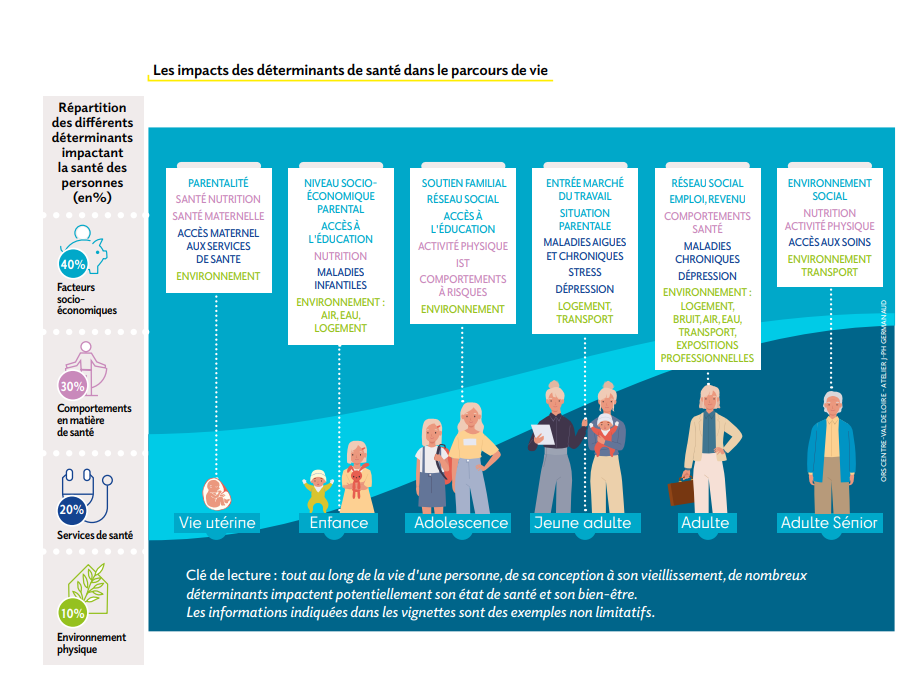 Les impacts des déterminants de santé dans le parcours de vie
Répartition
des différents
déterminants
impactant
la santé des
personnes
(en%)
40%
Facteurs
socio-
économiques
30%
Comportements
en matière
de santé
20%
Services de santé
10%
Environnement
physique
PARENTALITÉ
SANTÉ NUTRITION
SANTÉ MATERNELLE
ACCÈS MATERNEL
AUX SERVICES
DE SANTE
ENVIRONNEMENT
NIVEAU SOCIO-
ÉCONOMIQUE
PARENTAL
ACCÈS À
L'ÉDUCATION
NUTRITION
MALADIES
INFANTILES
ENVIRONNEMENT :
AIR, EAU,
LOGEMENT
SOUTIEN FAMILIAL
RÉSEAU SOCIAL
ACCÈS À
L'ÉDUCATION
ACTIVITÉ PHYSIQUE
IST
COMPORTEMENTS
À RISQUES
ENVIRONNEMENT
ENTRÉE MARCHÉ
DU TRAVAIL
SITUATION
PARENTALE
MALADIES AIGUES
ET CHRONIQUES
STRESS
DÉPRESSION
LOGEMENT,
TRANSPORT
RÉSEAU SOCIAL
EMPLOI, REVENU
COMPORTEMENTS
SANTÉ
MALADIES
CHRONIQUES
DÉPRESSION
ENVIRONNEMENT :
LOGEMENT,
BRUIT, AIR, EAU,
TRANSPORT,
EXPOSITIONS
PROFESSIONNELLES
ENVIRONNEMENT
SOCIAL
NUTRITION
ACTIVITÉ PHYSIQUE
ACCÈS AUX SOINS
ENVIRONNEMENT
TRANSPORT
Vie utérine
Enfance
Adolescence
Jeune adulte
Adulte
Adulte Sénior
Clé de lecture : tout au long de la vie d'une personne, de sa conception à son vieillissement, de nombreux
déterminants impactent potentiellement son état de santé et son bien-être.
Les informations indiquées dans les vignettes sont des exemples non limitatifs.
ORS CENTRE-VAL DE LOIRE - ATELIER J-PH GERMANAUD